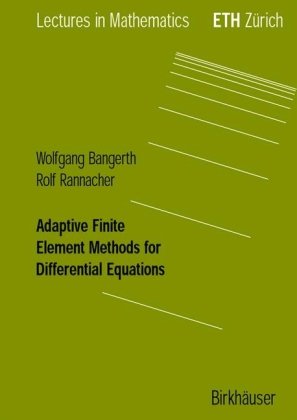 Lectures in Mathematics ETH Zürich
Wolfgang Bangerth
Rolf Rannacher
Adaptive Finite
Element Methods for
Differential Equations
Birkhäuser